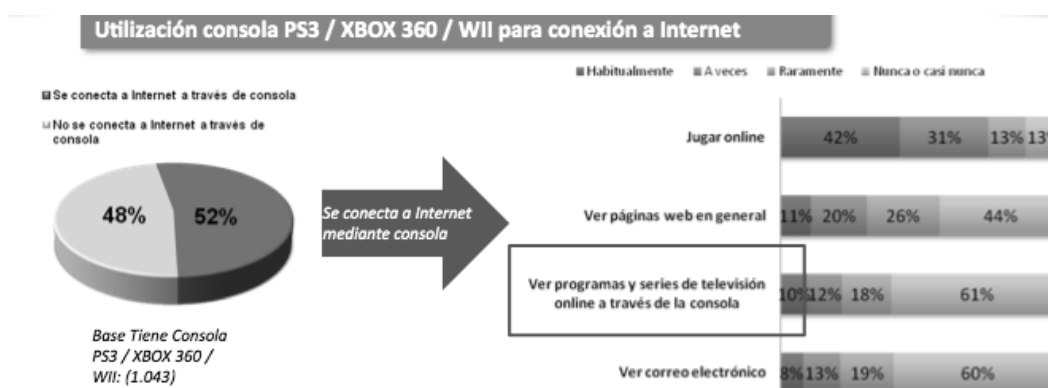 Utilización consola PS3 / XBOX 360 / WII para conexión a Internet
Habitualmente A veces Raramente Nunca o casi nunca
Se conecta a Internet a través de consola
No se conecta a Internet a través de
consola
48% 52%
Base Tiene Consola
PS3 / XBOX 360 /
WII: (1.043)
Se conecta a Internet
mediante consola
Jugar online 42% 31% 13% 13%
Ver páginas web en general 11% 20% 26% 44%
Ver programas y series de televisión
online a través de la consola 10% 12% 18% 61%
Ver correo electrónico 8% 13% 19% 60%